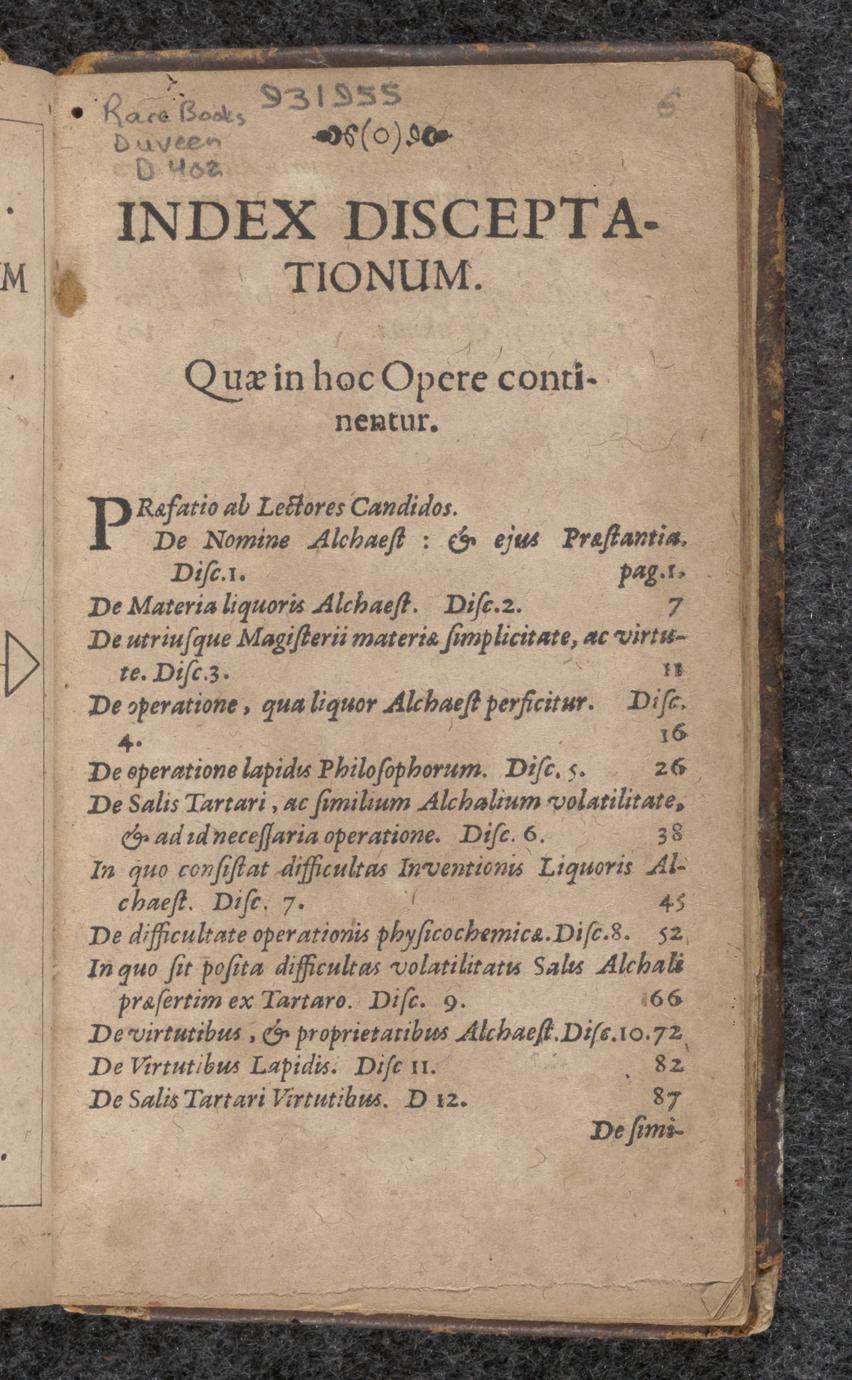 M
Rare Books
Duveen
D 402
931955
6
(o)
INDEX DISCEPTA-
TIONUM.
Quæ in hoc Opere conti-
nentur.
PRæfatio ab Lectores Candidos.
De Nomine Alchaeſt : & ejus Præſtantia.
Diſc.1. pag.1.
De Materia liquoris Alchaeſt. Diſc.2. 7
De utriuſque Magiſterii materiæ ſimplicitate, ac virtu-
te. Diſc.3. 11
De operatione, qua liquor Alchaeſt perficitur. Diſc.
4. 16
De operatione lapidis Philoſophorum. Diſc. 5. 26
De Salis Tartari, ac ſimilium Alchalium volatilitate,
& ad id neceſſaria operatione. Diſc. 6. 38
In quo conſiſtat difficultas Inventionis Liquoris Al-
chaeſt. Diſc. 7. 45
De difficultate operationis phyſicochemicæ. Diſc.8. 52
In quo ſit poſita difficultas volatilitatis Salis Alchali
præſertim ex Tartaro. Diſc. 9. 66
De virtutibus, & proprietatibus Alchaeſt. Diſc.10.72
De Virtutibus Lapidis. Diſc 11. 82
De Salis Tartari Virtutibus. D 12. 87
De ſimi-